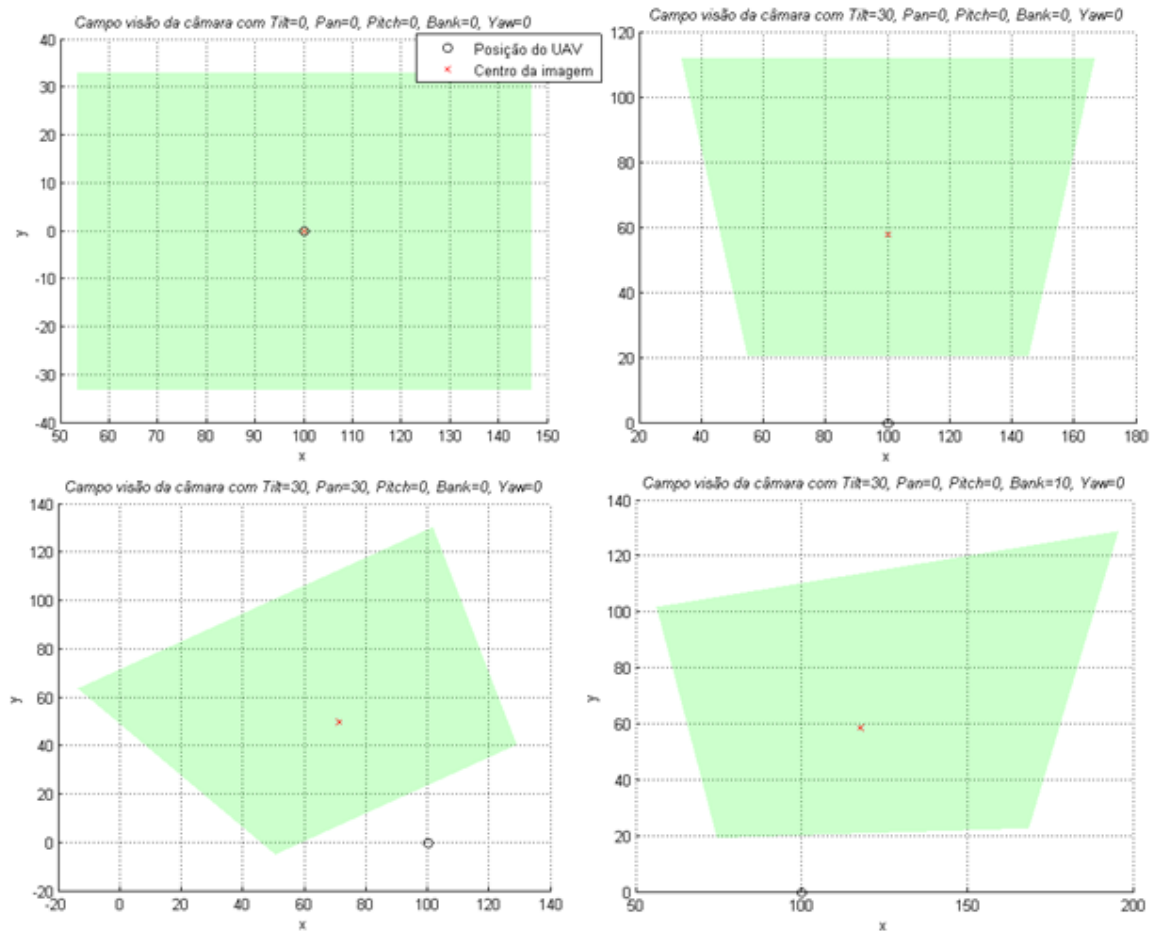 Campo visão da câmara com Tilt=0, Pan=0, Pitch=0, Bank=0, Yaw=0
Posição do UAV
Centro da imagem
40
30
20
10
0
-10
-20
-30
-40
y
50 60 70 80 90 100 110 120 130 140 150
x
Campo visão da câmara com Tilt=30, Pan=0, Pitch=0, Bank=0, Yaw=0
120
100
80
60
40
20
0
20 40 60 80 100 120 140 160 180
x
Campo visão da câmara com Tilt=30, Pan=30, Pitch=0, Bank=0, Yaw=0
140
120
100
80
60
40
20
0
-20
y
-20 0 20 40 60 80 100 120 140
x
Campo visão da câmara com Tilt=30, Pan=0, Pitch=0, Bank=10, Yaw=0
140
120
100
80
60
40
20
0
y
50 100 150 200
x